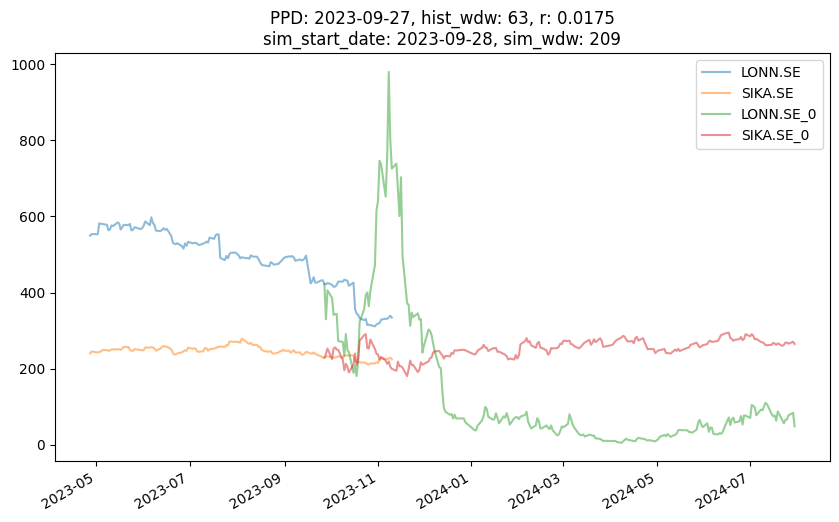 PPD: 2023-09-27, hist_wdw: 63, r: 0.0175
sim_start_date: 2023-09-28, sim_wdw: 209
LONN.SE
SIKA.SE
LONN.SE_0
SIKA.SE_0
1000
800
600
400
200
0
2023-05
2023-07
2023-09
2023-11
2024-01
2024-03
2024-05
2024-07